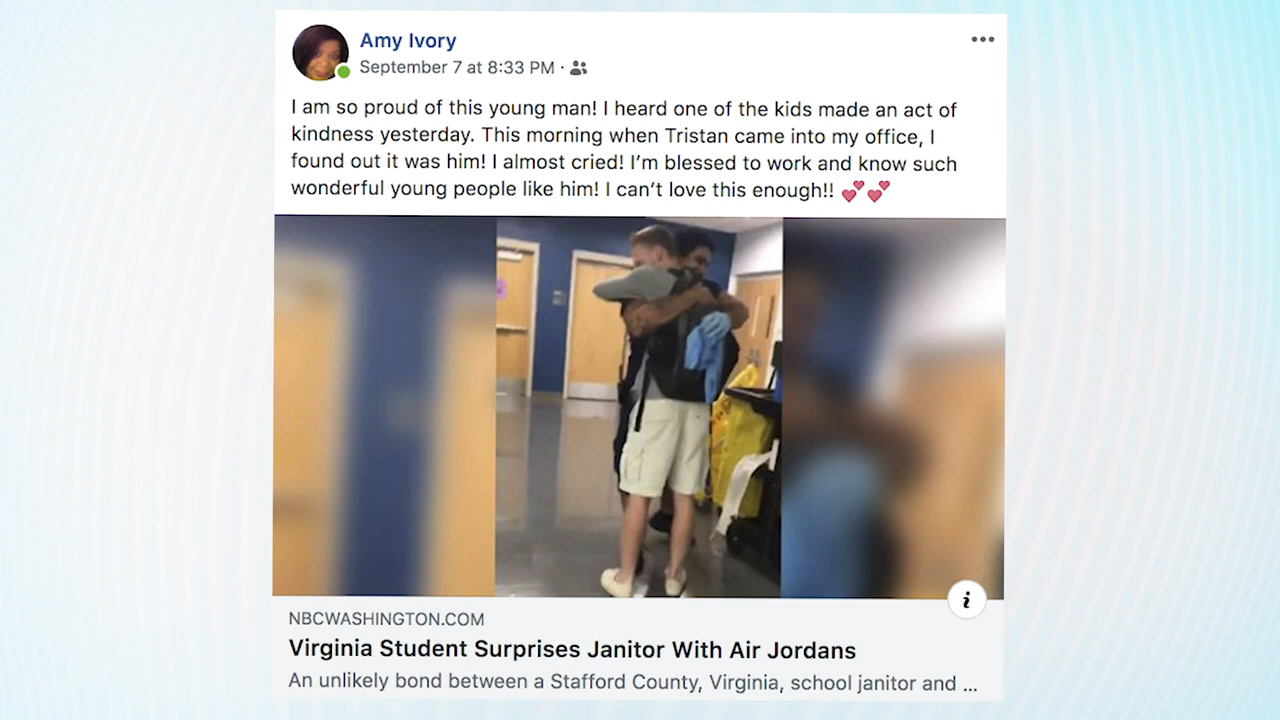 Amy Ivory
September 7 at 8:33 PM ·
I am so proud of this young man! I heard one of the kids made an act of
kindness yesterday. This morning when Tristan came into my office, I
found out it was him! I almost cried! I’m blessed to work and know such
wonderful young people like him! I can’t love this enough!! 💕💕
i
NBCWASHINGTON.COM
Virginia Student Surprises Janitor With Air Jordans
An unlikely bond between a Stafford County, Virginia, school janitor and ...